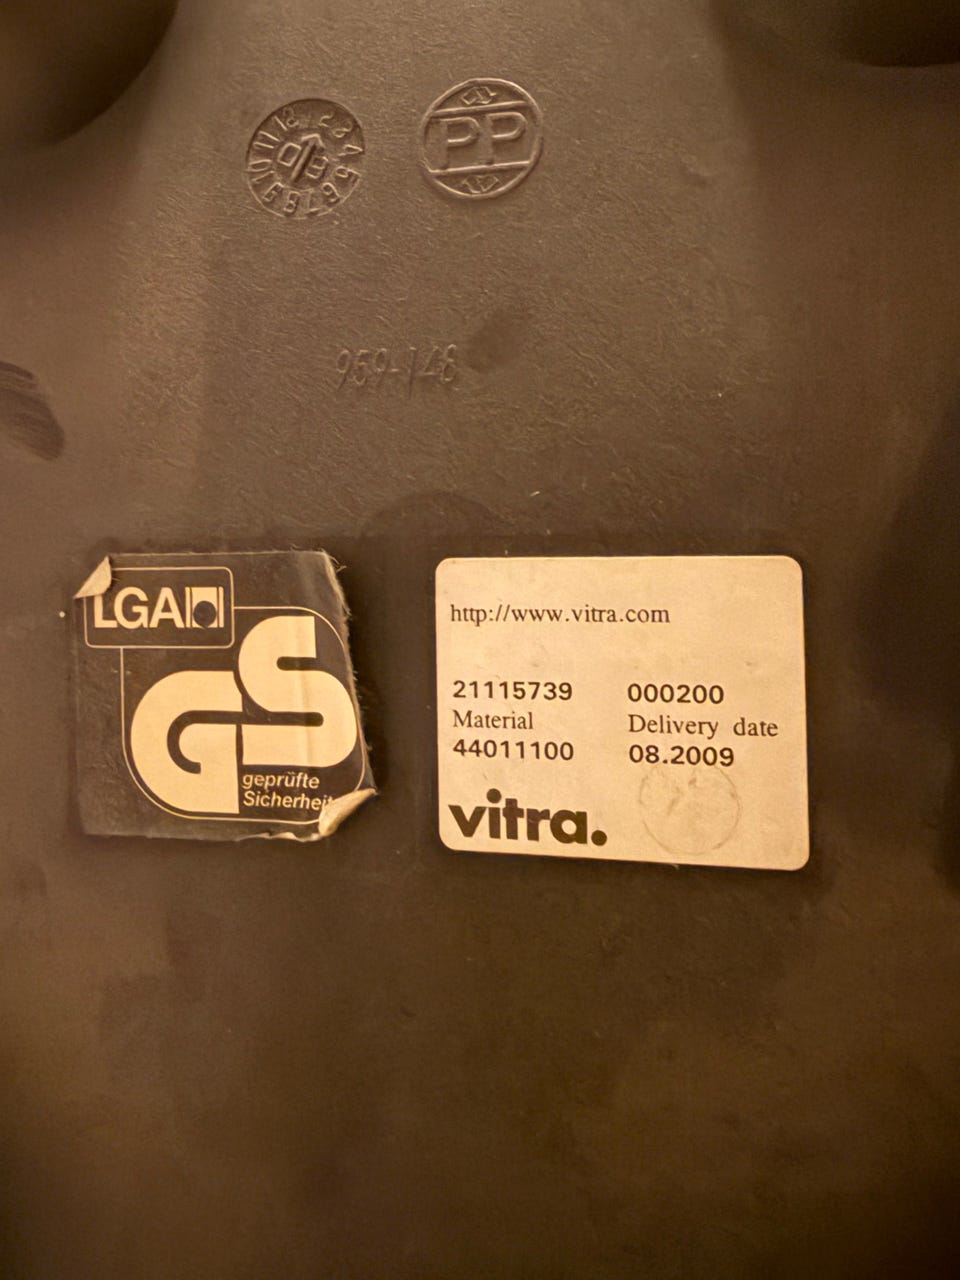 PP
959-148
LGA
GS
geprüfte
Sicherheit
http://www.vitra.com
21115739 000200
Material Delivery date
44011100 08.2009
vitra.